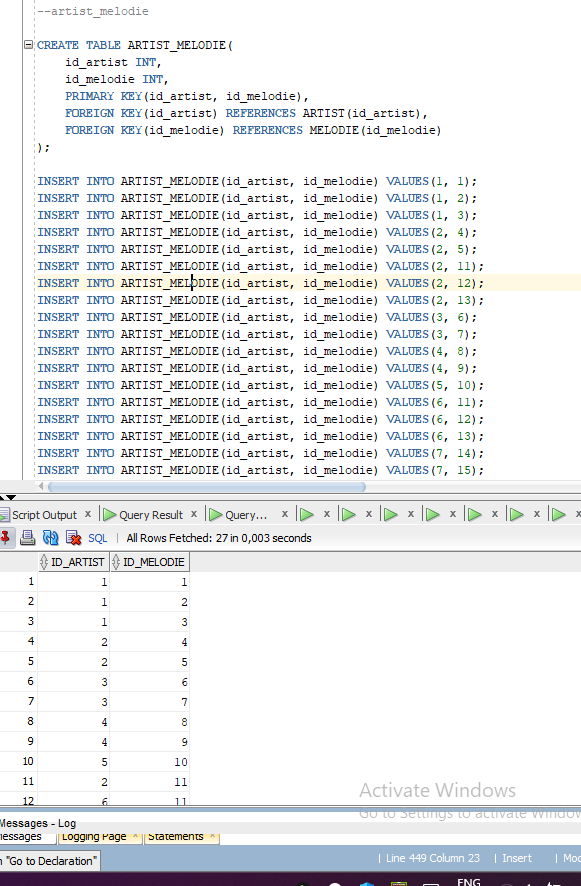 --artist_melodie
CREATE TABLE ARTIST_MELODIE(
id_artist INT,
id_melodie INT,
PRIMARY KEY(id_artist, id_melodie),
FOREIGN KEY(id_artist) REFERENCES ARTIST(id_artist),
FOREIGN KEY(id_melodie) REFERENCES MELODIE(id_melodie)
);
INSERT INTO ARTIST_MELODIE(id_artist, id_melodie) VALUES(1, 1);
INSERT INTO ARTIST_MELODIE(id_artist, id_melodie) VALUES(1, 2);
INSERT INTO ARTIST_MELODIE(id_artist, id_melodie) VALUES(1, 3);
INSERT INTO ARTIST_MELODIE(id_artist, id_melodie) VALUES(2, 4);
INSERT INTO ARTIST_MELODIE(id_artist, id_melodie) VALUES(2, 5);
INSERT INTO ARTIST_MELODIE(id_artist, id_melodie) VALUES(2, 11);
INSERT INTO ARTIST_MELODIE(id_artist, id_melodie) VALUES(2, 12);
INSERT INTO ARTIST_MELODIE(id_artist, id_melodie) VALUES(2, 13);
INSERT INTO ARTIST_MELODIE(id_artist, id_melodie) VALUES(3, 6);
INSERT INTO ARTIST_MELODIE(id_artist, id_melodie) VALUES(3, 7);
INSERT INTO ARTIST_MELODIE(id_artist, id_melodie) VALUES(4, 8);
INSERT INTO ARTIST_MELODIE(id_artist, id_melodie) VALUES(4, 9);
INSERT INTO ARTIST_MELODIE(id_artist, id_melodie) VALUES(5, 10);
INSERT INTO ARTIST_MELODIE(id_artist, id_melodie) VALUES(6, 11);
INSERT INTO ARTIST_MELODIE(id_artist, id_melodie) VALUES(6, 12);
INSERT INTO ARTIST_MELODIE(id_artist, id_melodie) VALUES(6, 13);
INSERT INTO ARTIST_MELODIE(id_artist, id_melodie) VALUES(7, 14);
INSERT INTO ARTIST_MELODIE(id_artist, id_melodie) VALUES(7, 15);
Script Output x Query Result x Query... x x x x x x x x
SQL | All Rows Fetched: 27 in 0,003 seconds
ID_ARTIST ID_MELODIE
1 1 1
2 1 2
3 1 3
4 2 4
5 2 5
6 3 6
7 3 7
8 4 8
9 4 9
10 5 10
11 2 11
12 6 11
Activate Windows
Go to Settings to activate Window
Messages - Log
essages Logging Page x Statements x
n "Go to Declaration" | Line 449 Column 23 | Insert | Mod
ENG